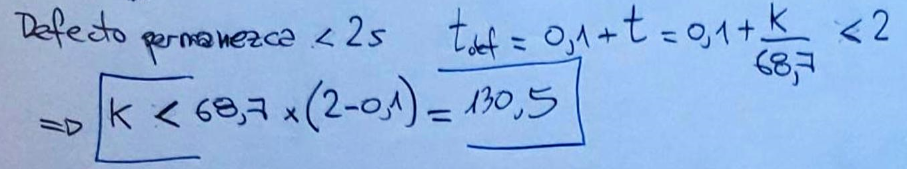 Defecto permanezca < 2s t_def = 0,1 + t = 0,1 + K/68,7 < 2
⇒ K < 68,7 × (2-0,1) = 130,5